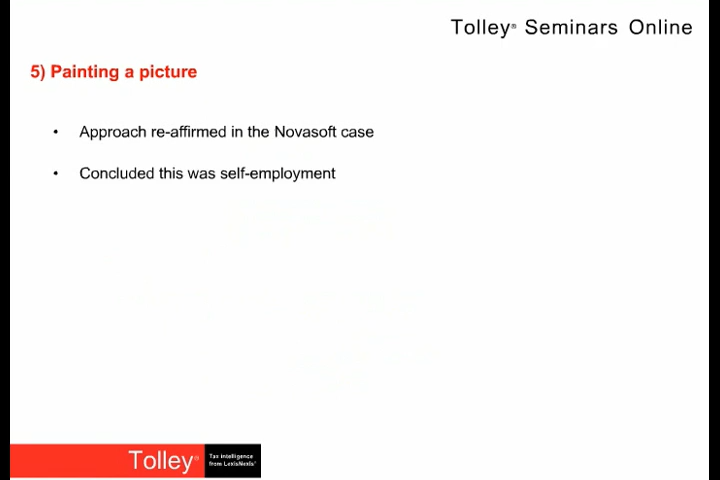 Tolley® Seminars Online
5) Painting a picture
• Approach re-affirmed in the Novasoft case
• Concluded this was self-employment
Tolley®
Tax intelligence
from LexisNexis®